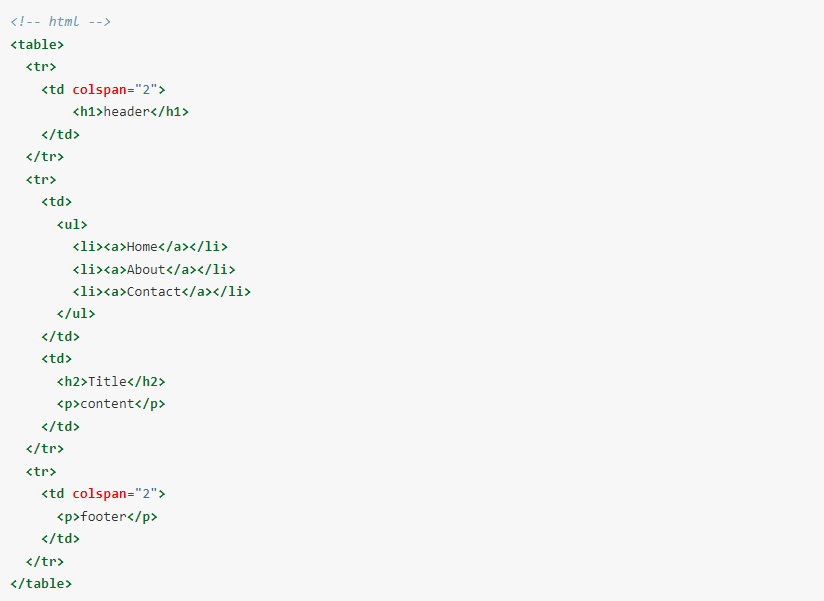 <!-- html -->
<table>
  <tr>
    <td colspan="2">
        <h1>header</h1>
    </td>
  </tr>
  <tr>
    <td>
      <ul>
        <li><a>Home</a></li>
        <li><a>About</a></li>
        <li><a>Contact</a></li>
      </ul>
    </td>
    <td>
      <h2>Title</h2>
      <p>content</p>
    </td>
  </tr>
  <tr>
    <td colspan="2">
      <p>footer</p>
    </td>
  </tr>
</table>